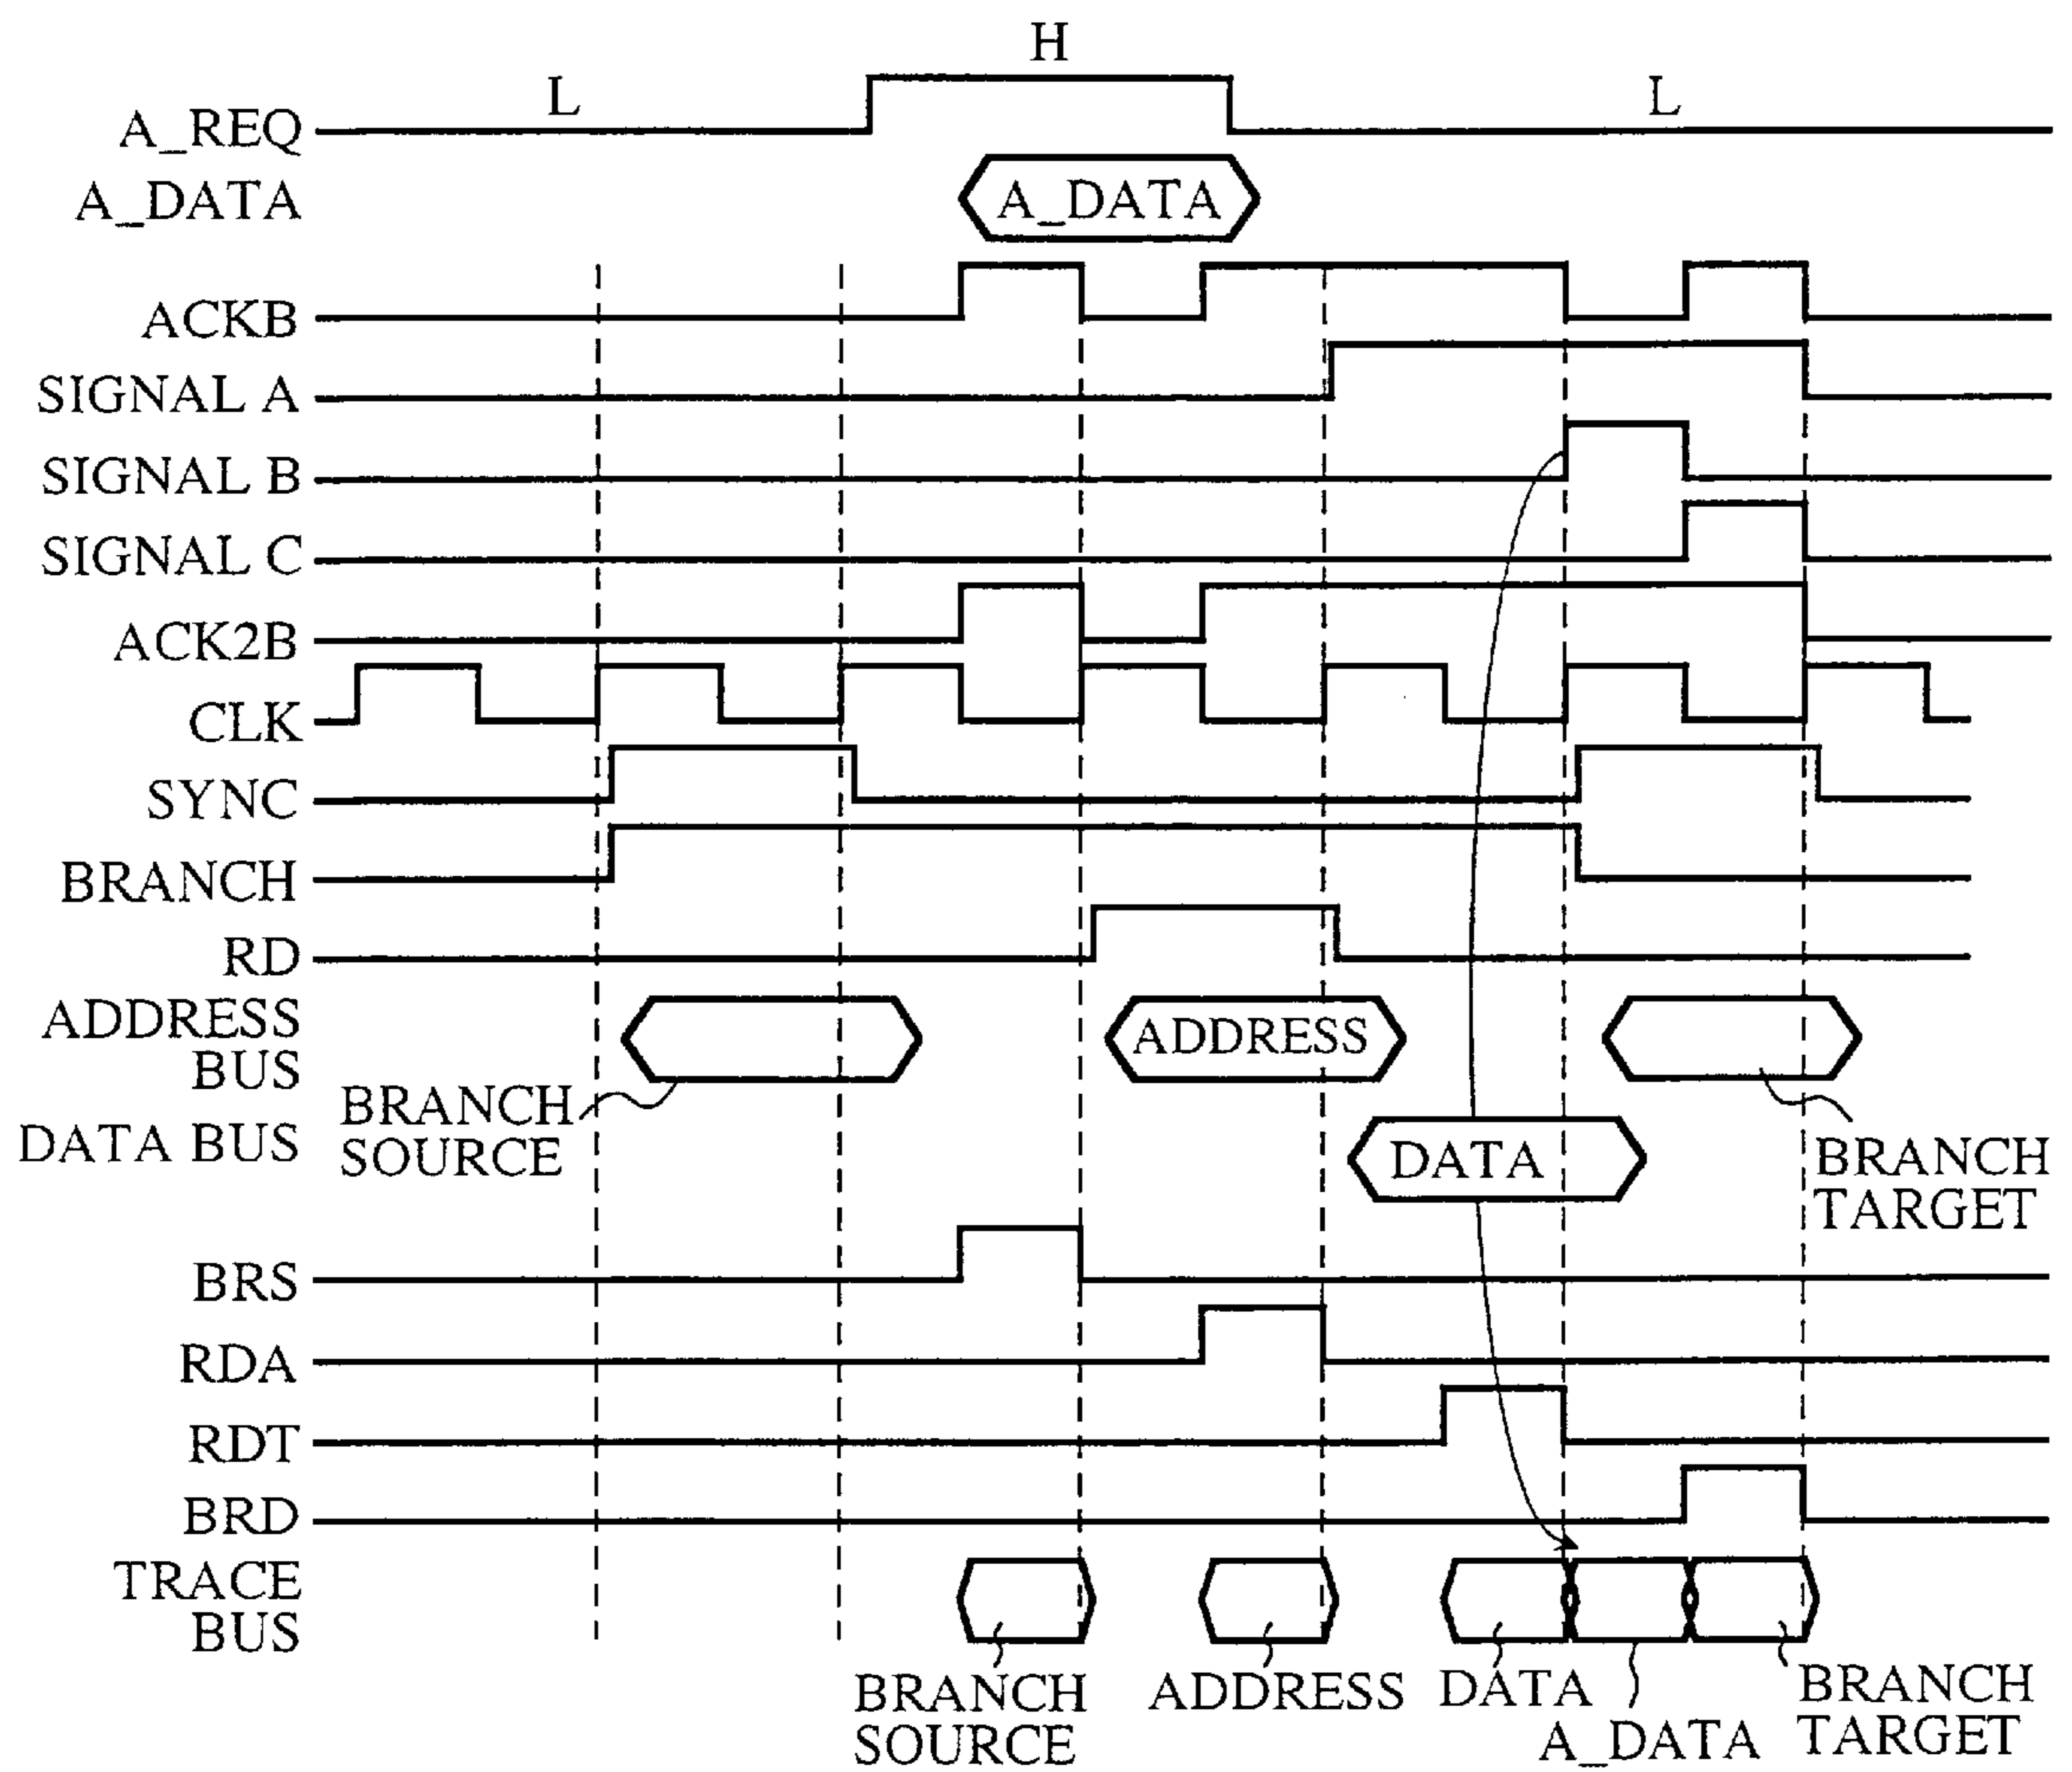 H
L
L
A_REQ
A_DATA
A_DATA
ACKB
SIGNAL A
SIGNAL B
SIGNAL C
ACK2B
CLK
SYNC
BRANCH
RD
ADDRESS
BUS
ADDRESS
BRANCH
SOURCE
DATA BUS
DATA
BRANCH
TARGET
BRS
RDA
RDT
BRD
TRACE
BUS
BRANCH
SOURCE
ADDRESS
DATA
A_DATA
BRANCH
TARGET